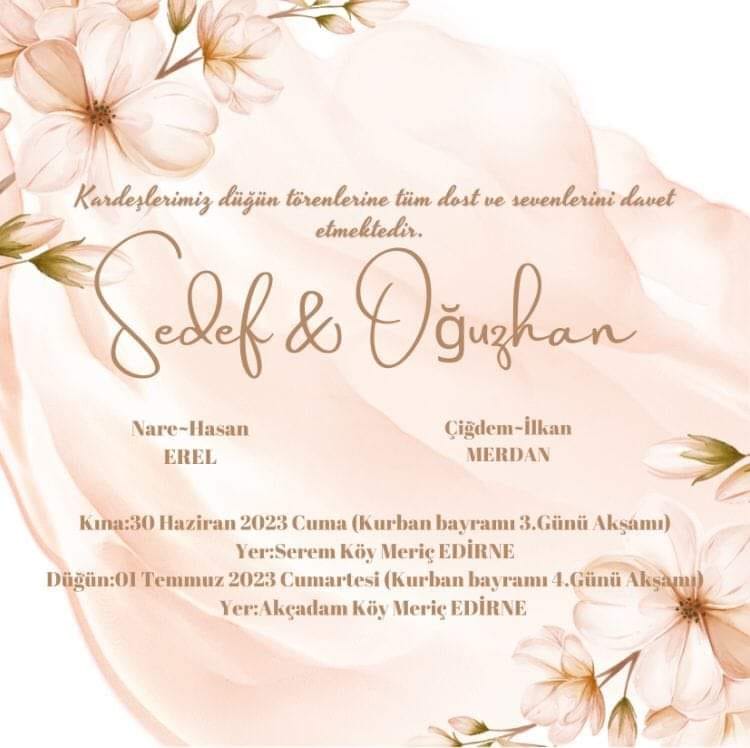 Kardeşlerimiz düğün törenlerine tüm dost ve sevenlerini davet
etmektedir.
Sedef & Oğuzhan
Nare~Hasan
EREL
Çiğdem~İlkan
MERDAN
Kına:30 Haziran 2023 Cuma (Kurban bayramı 3.Günü Akşamı)
Yer:Serem Köy Meriç EDİRNE
Düğün:01 Temmuz 2023 Cumartesi (Kurban bayramı 4.Günü Akşamı)
Yer:Akçadam Köy Meriç EDİRNE